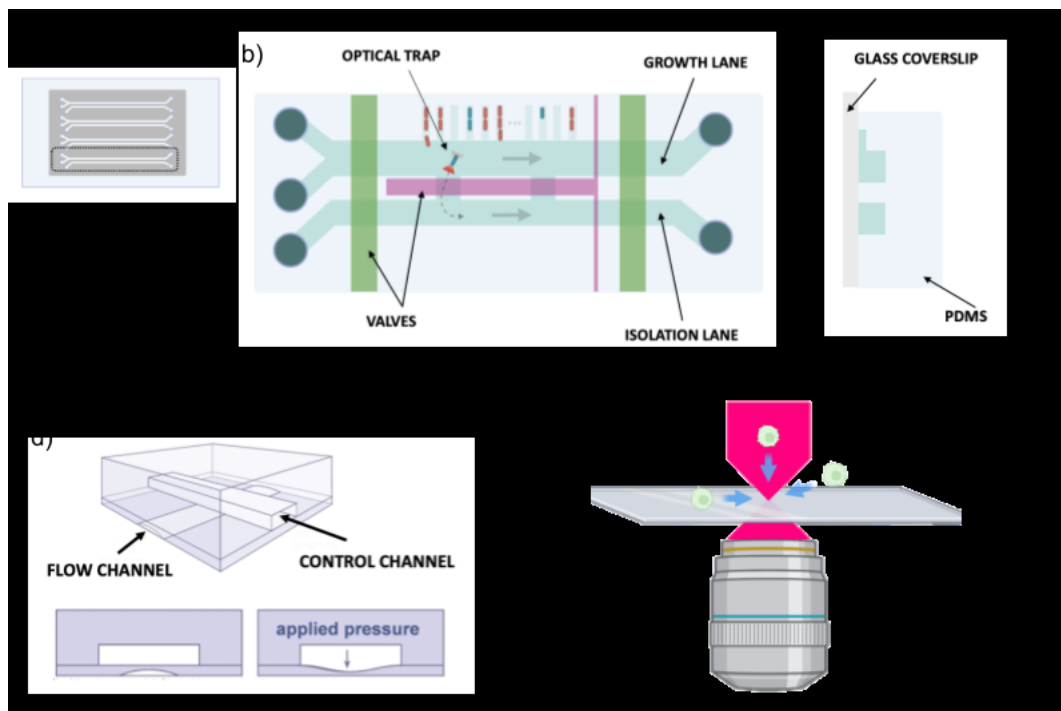 b)
OPTICAL TRAP
GROWTH LANE
VALVES
ISOLATION LANE
GLASS COVERSLIP
PDMS
d)
FLOW CHANNEL
CONTROL CHANNEL
applied pressure